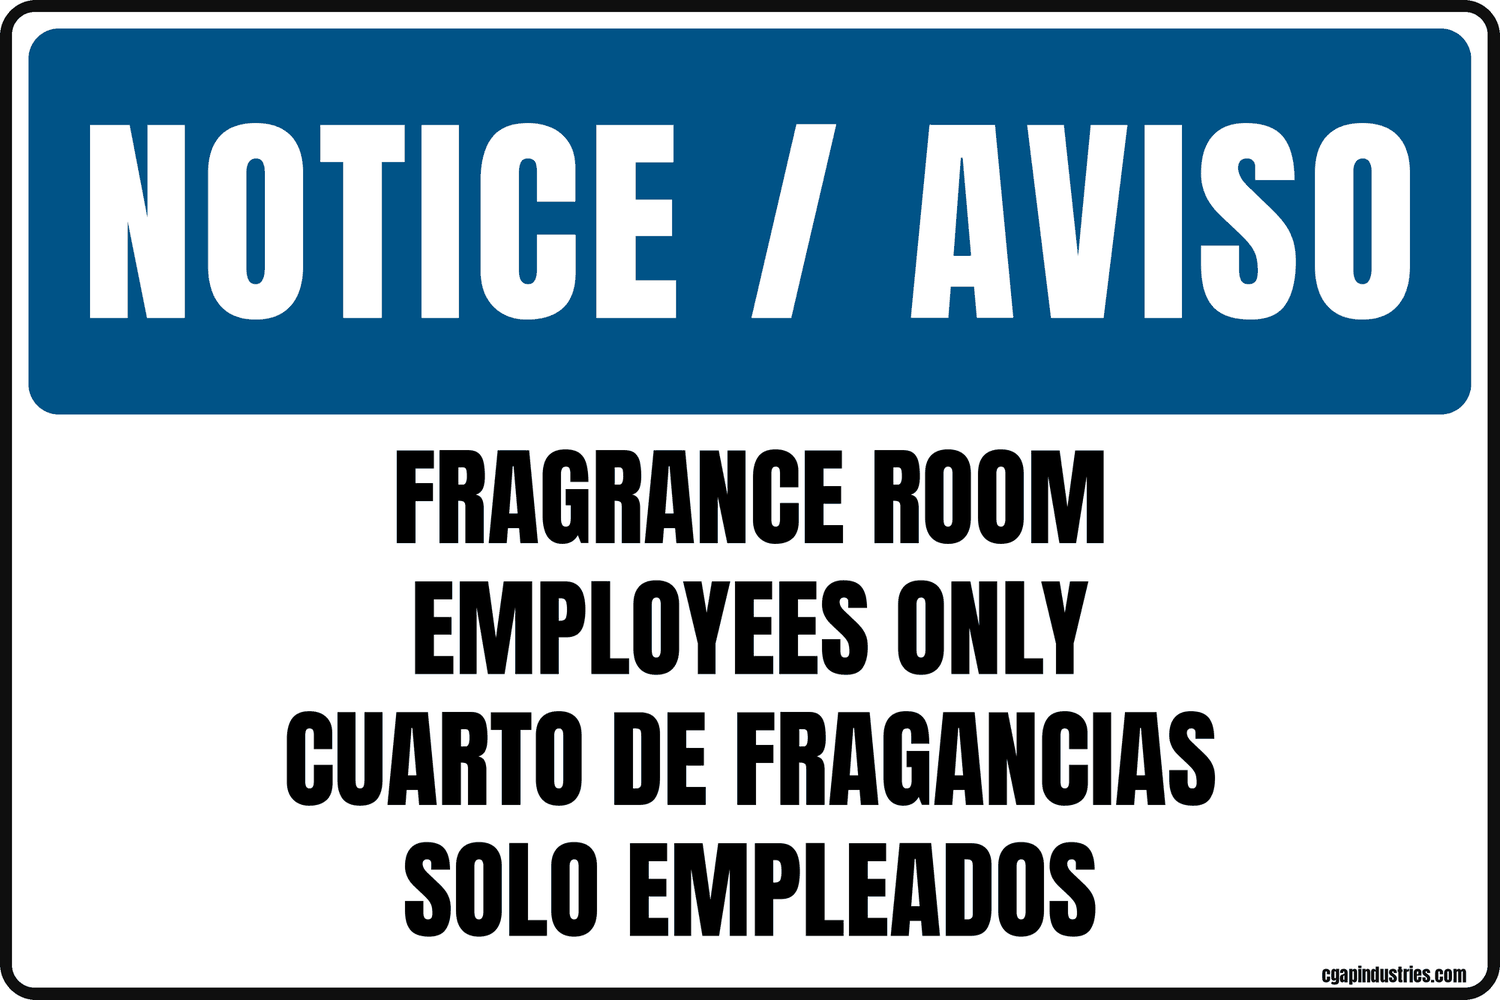 NOTICE / AVISO
FRAGRANCE ROOM
EMPLOYEES ONLY
CUARTO DE FRAGANCIAS
SOLO EMPLEADOS
cgapindustries.com